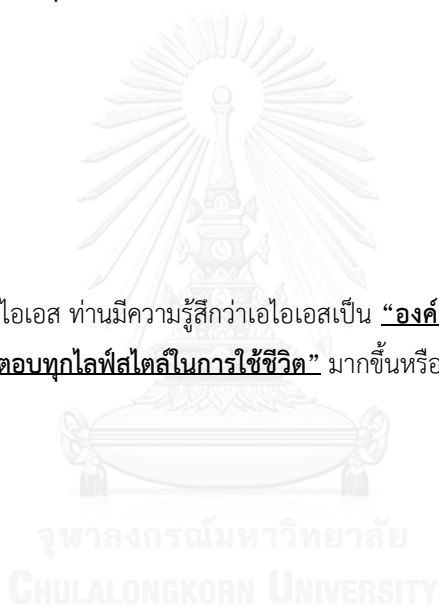 ไอเอส ท่านมีความรู้สึกว่าเอไอเอสเป็น “องค์
ตอบทุกไลฟ์สไตล์ในการใช้ชีวิต” มากขึ้นหรือ
จุฬาลงกรณ์มหาวิทยาลัย
CHULALONGKORN UNIVERSITY